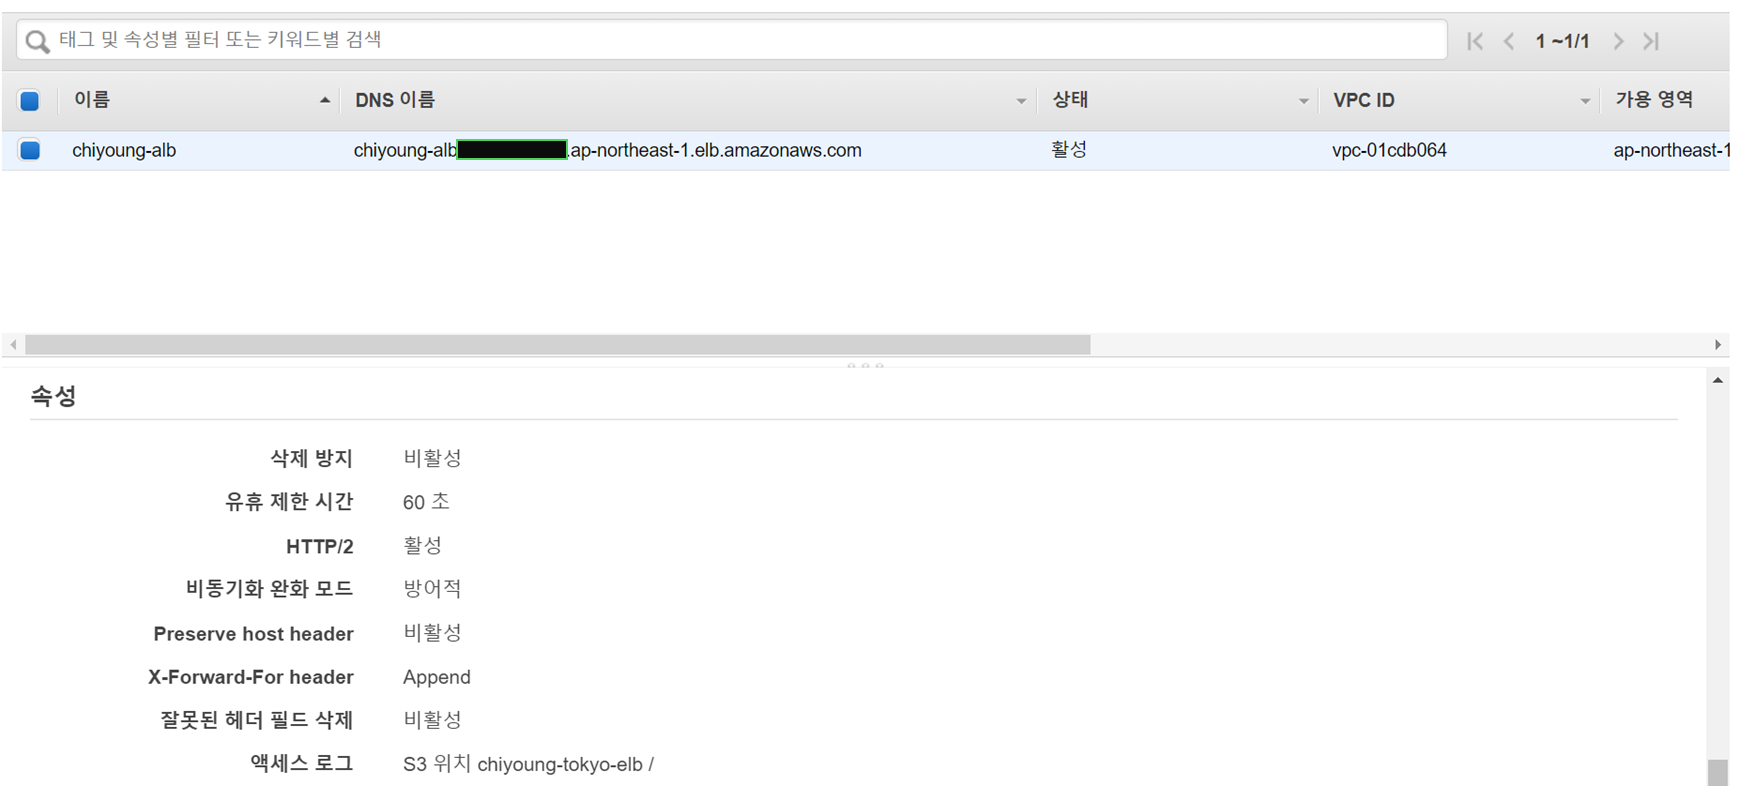 태그 및 속성별 필터 또는 키워드별 검색 1 ~1/1
이름 DNS 이름 상태 VPC ID 가용 영역
chiyoung-alb chiyoung-alb .ap-northeast-1.elb.amazonaws.com 활성 vpc-01cdb064 ap-northeast-1
속성
삭제 방지 비활성
유휴 제한 시간 60 초
HTTP/2 활성
비동기화 완화 모드 방어적
Preserve host header 비활성
X-Forward-For header Append
잘못된 헤더 필드 삭제 비활성
액세스 로그 S3 위치 chiyoung-tokyo-elb /